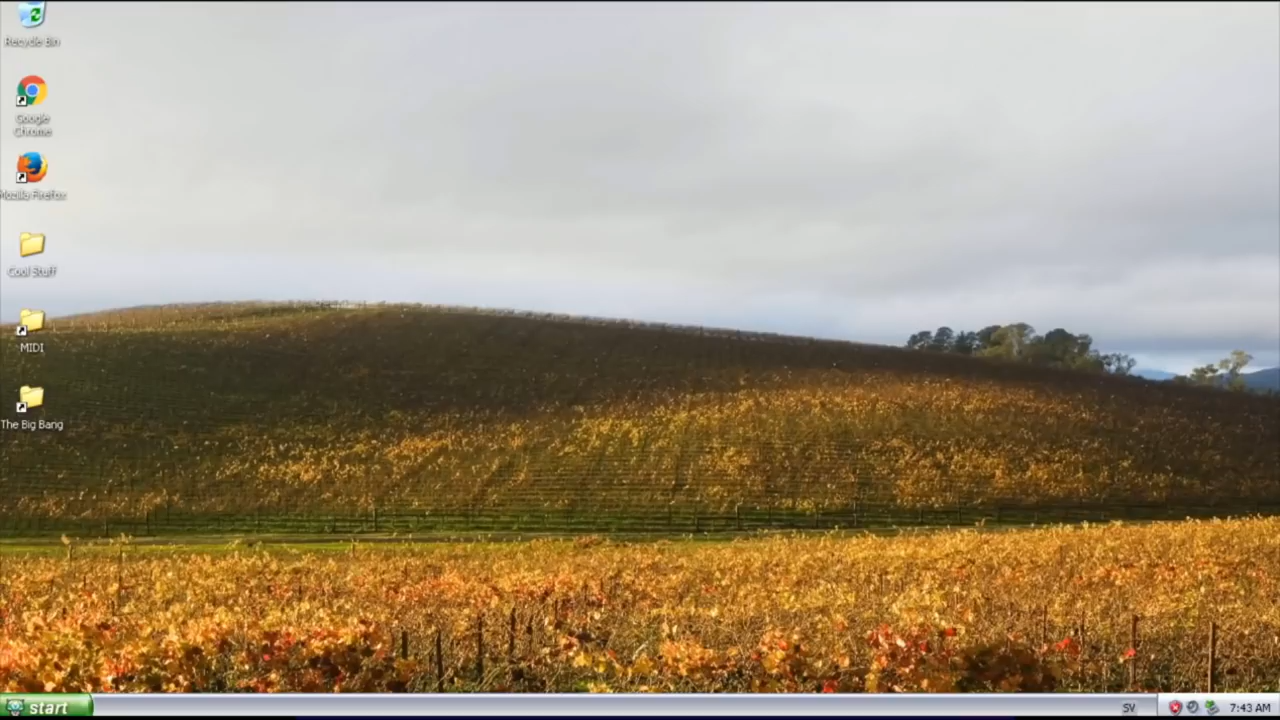 Recycle Bin
Google
Chrome
Mozilla Firefox
Cool Stuff
MIDI
The Big Bang
start
SV
7:43 AM